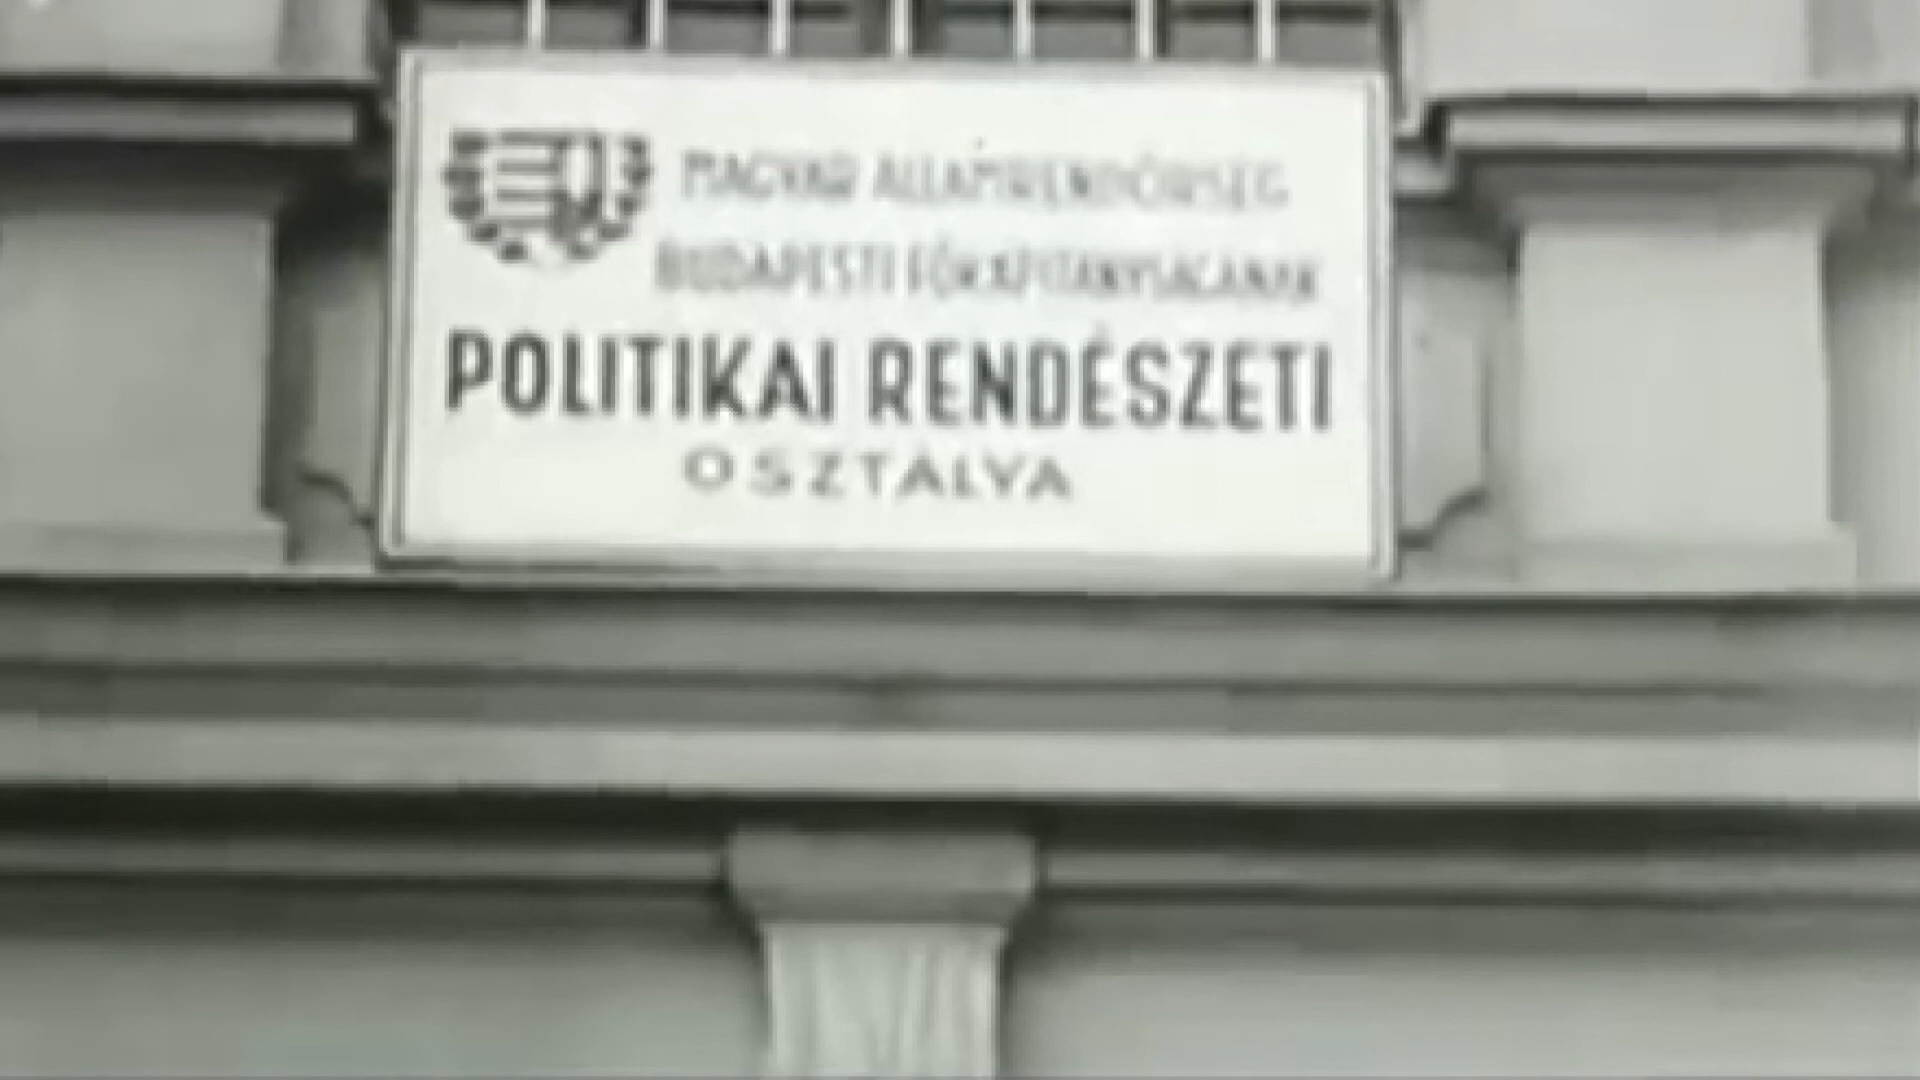 MAGYAR ÁLLAMRENDŐRSÉG
BUDAPESTI FŐKAPITÁNYSÁGÁNAK
POLITIKAI RENDÉSZETI
OSZTÁLYA